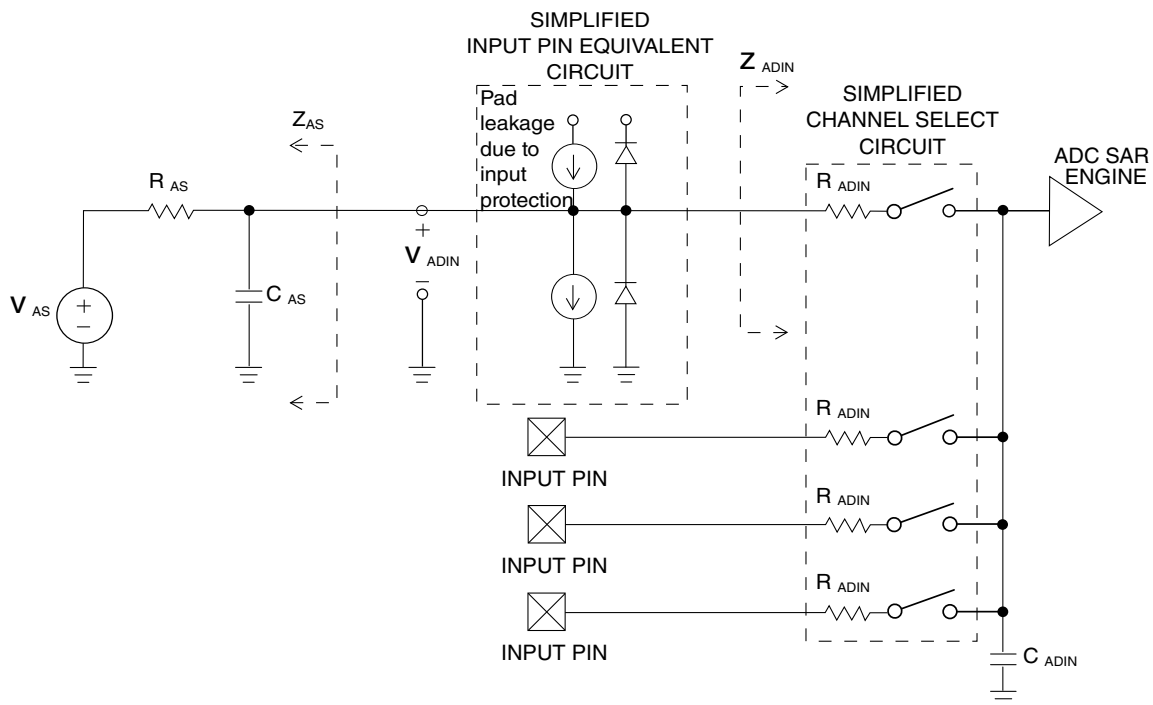 SIMPLIFIED
INPUT PIN EQUIVALENT
CIRCUIT
Pad
leakage
due to
input
protection
Z ADIN
SIMPLIFIED
CHANNEL SELECT
CIRCUIT
ADC SAR
ENGINE
Z AS
R AS
R ADIN
+
V ADIN
−
V AS
+
−
C AS
R ADIN
INPUT PIN
R ADIN
INPUT PIN
R ADIN
INPUT PIN
C ADIN